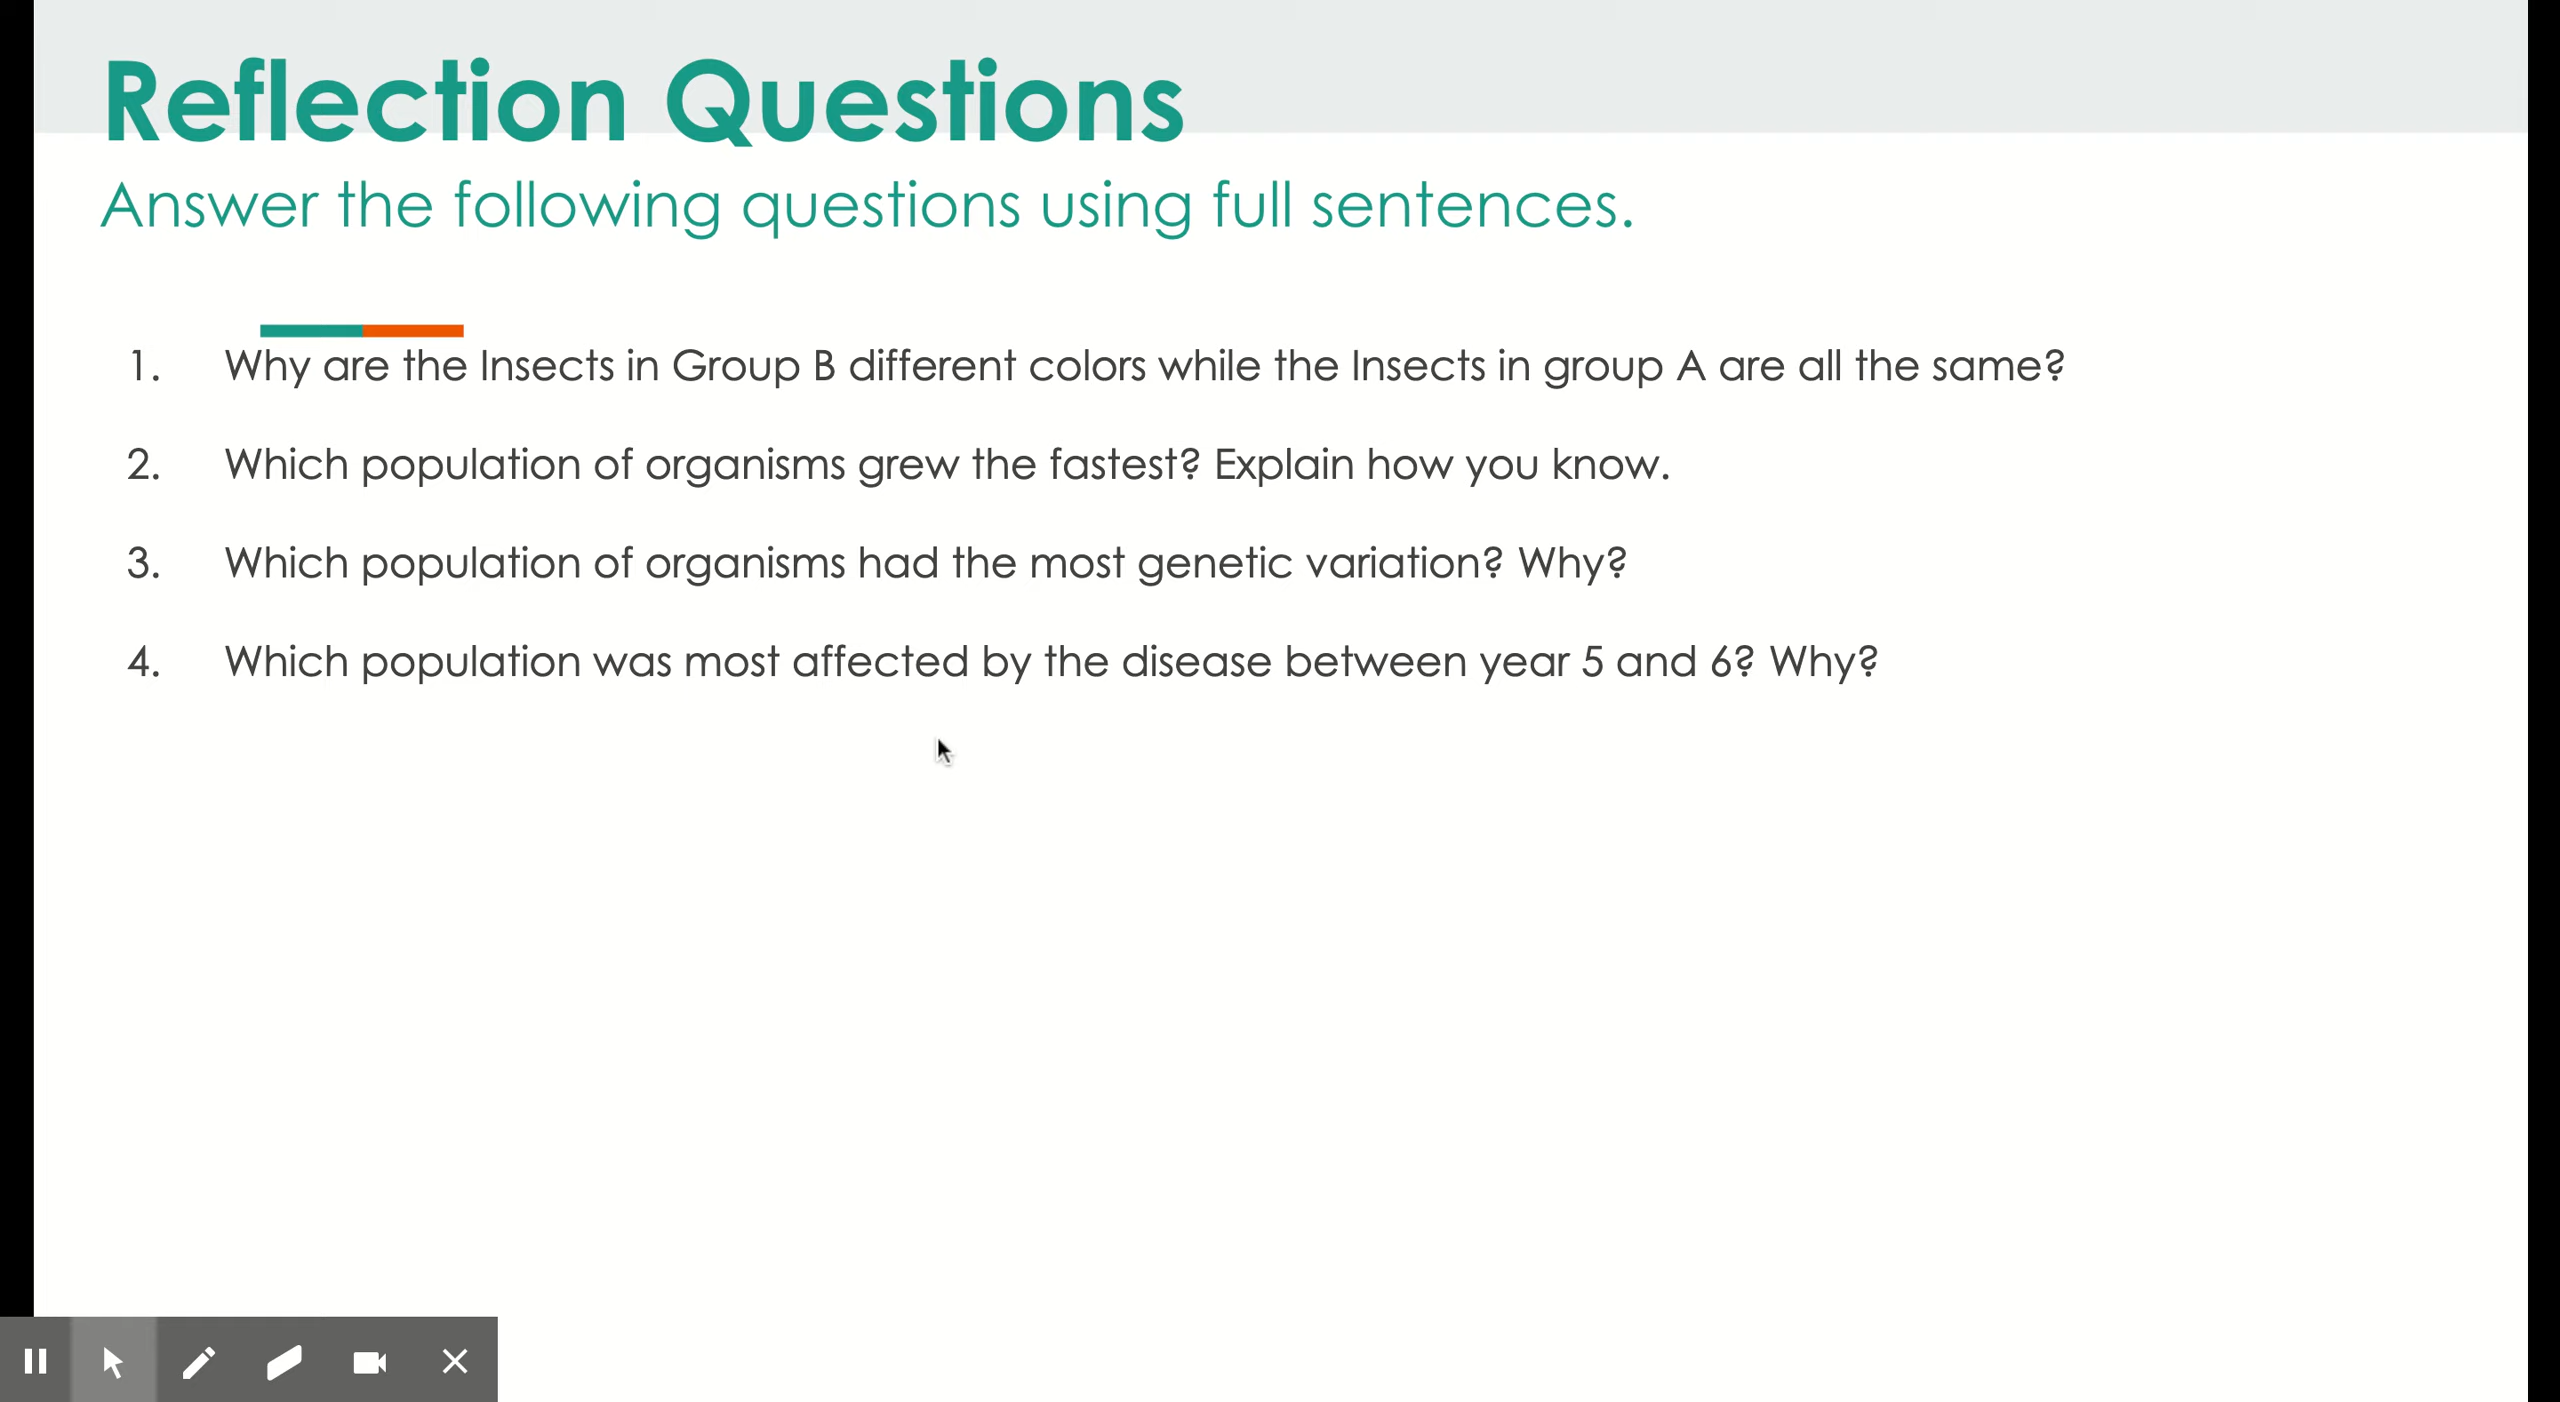 Reflection Questions
Answer the following questions using full sentences.
1. Why are the Insects in Group B different colors while the Insects in group A are all the same?
2. Which population of organisms grew the fastest? Explain how you know.
3. Which population of organisms had the most genetic variation? Why?
4. Which population was most affected by the disease between year 5 and 6? Why?